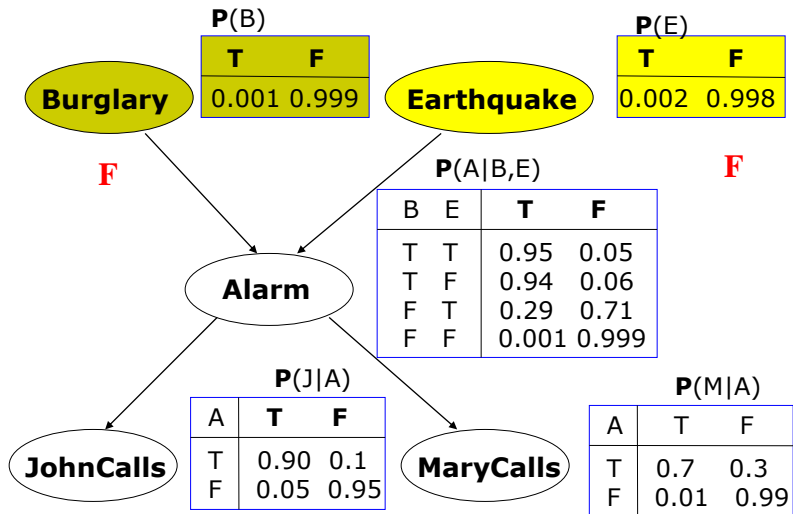 P(B)
T F
0.001 0.999
Burglary
P(E)
T F
0.002 0.998
Earthquake
F
F
P(A|B,E)
B E T F
T T 0.95 0.05
T F 0.94 0.06
F T 0.29 0.71
F F 0.001 0.999
Alarm
P(J|A)
A T F
T 0.90 0.1
F 0.05 0.95
JohnCalls
P(M|A)
A T F
T 0.7 0.3
F 0.01 0.99
MaryCalls